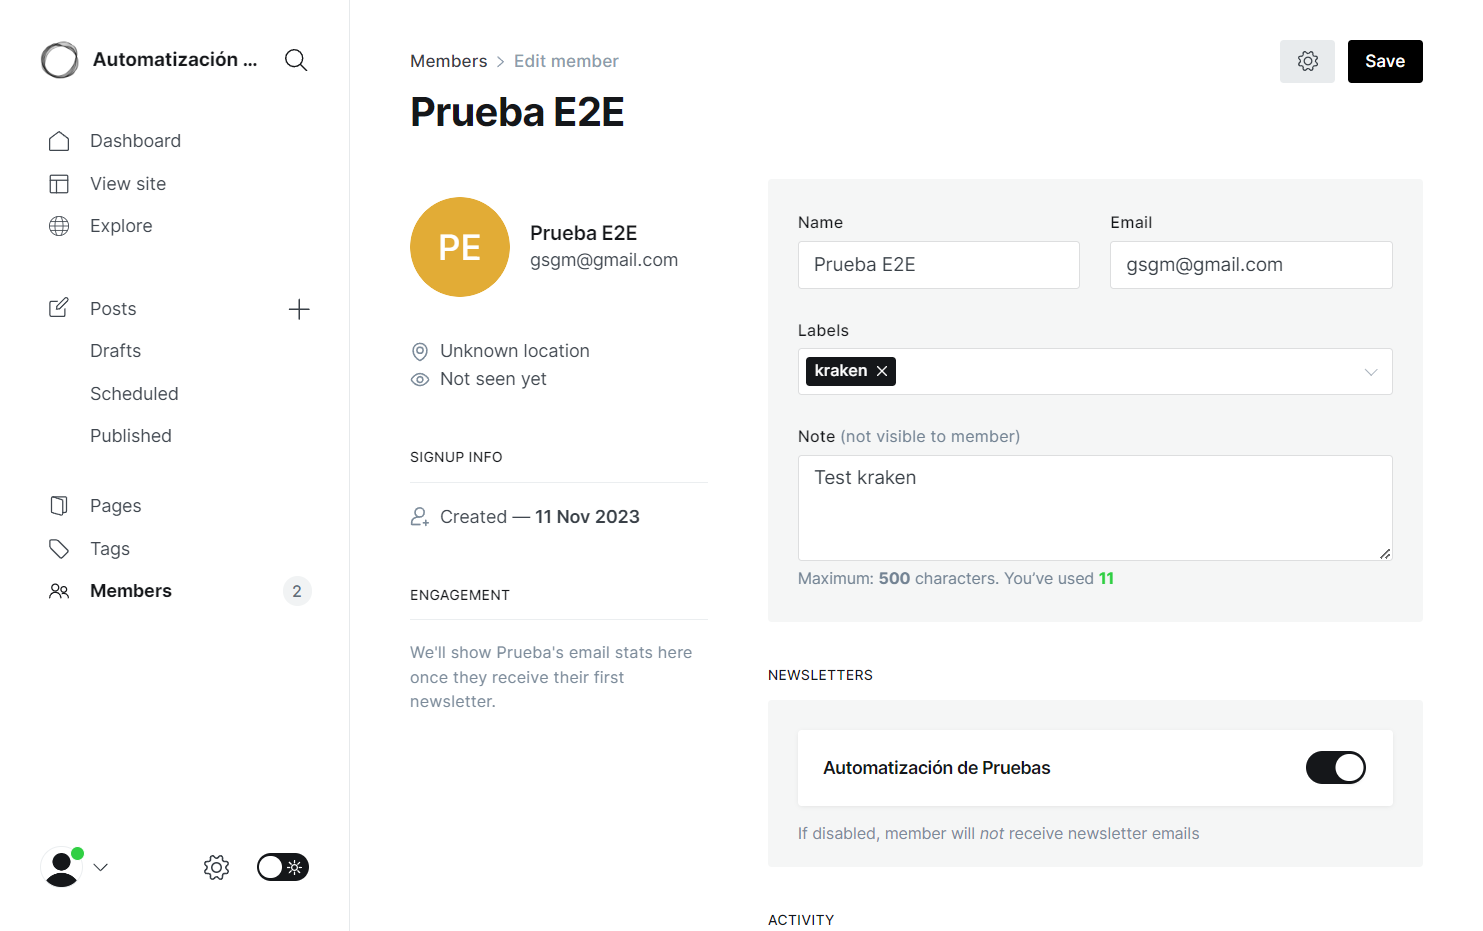 Automatización ...
Dashboard
View site
Explore
Posts
Drafts
Scheduled
Published
Pages
Tags
Members 2
Members > Edit member
Save
Prueba E2E
PE
Prueba E2E
gsgm@gmail.com
Unknown location
Not seen yet
SIGNUP INFO
Created — 11 Nov 2023
ENGAGEMENT
We'll show Prueba's email stats here
once they receive their first
newsletter.
Name
Email
Prueba E2E
gsgm@gmail.com
Labels
kraken
Note (not visible to member)
Test kraken
Maximum: 500 characters. You’ve used 11
NEWSLETTERS
Automatización de Pruebas
If disabled, member will not receive newsletter emails
ACTIVITY